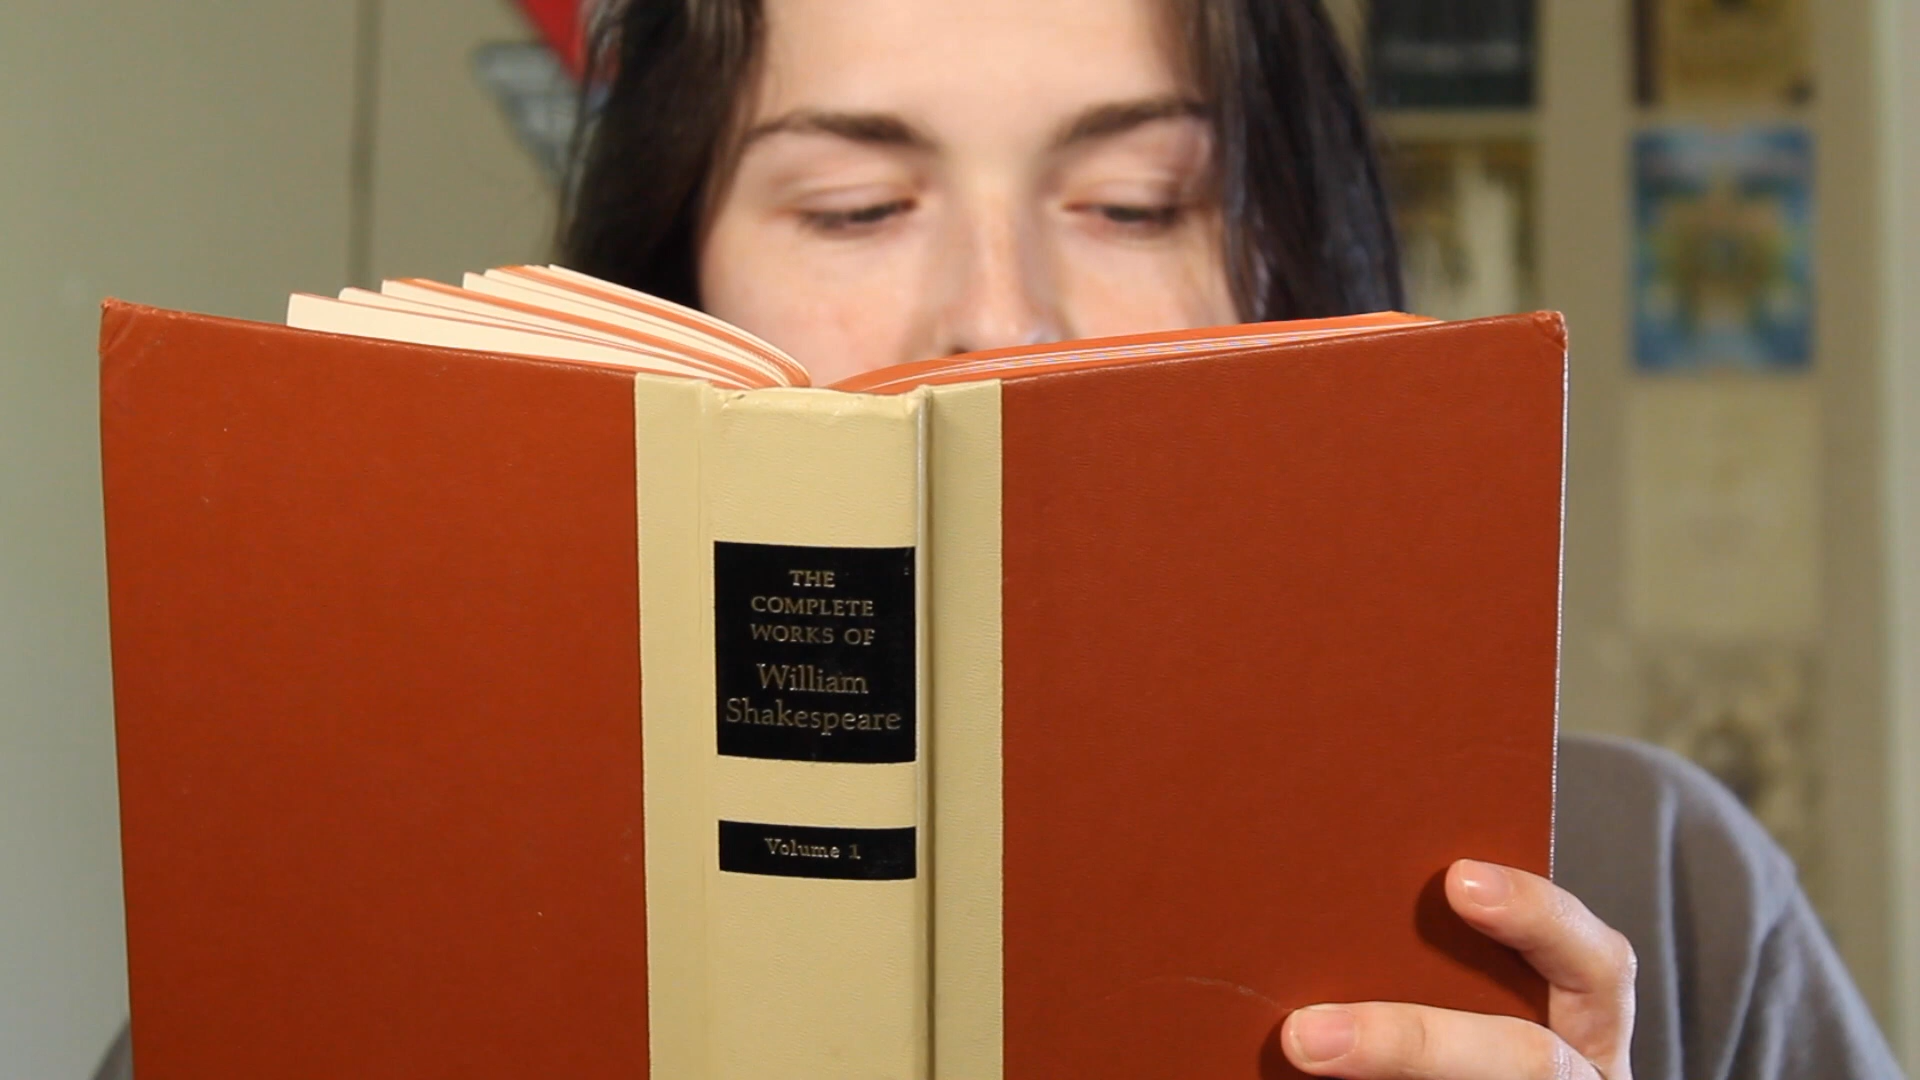 THE
COMPLETE
WORKS OF
William
Shakespeare
Volume 1